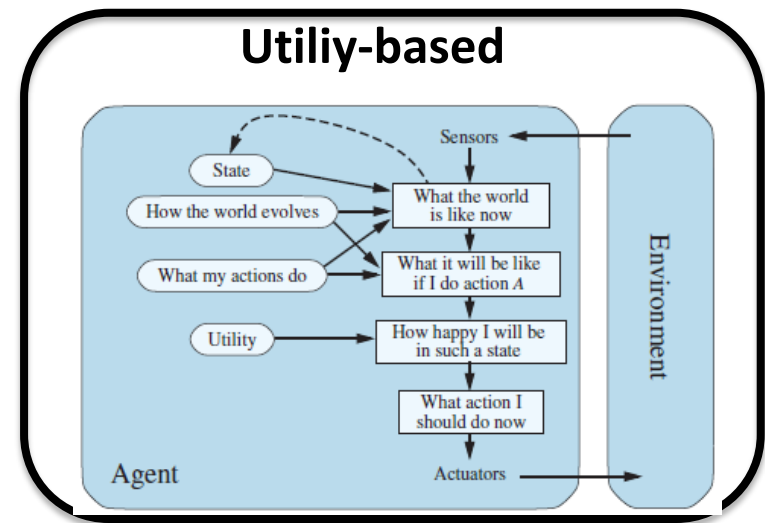 Utiliy-based
Sensors
State
What the world
is like now
How the world evolves
What it will be like
if I do action A
What my actions do
How happy I will be
in such a state
Utility
What action I
should do now
Agent
Actuators
Environment